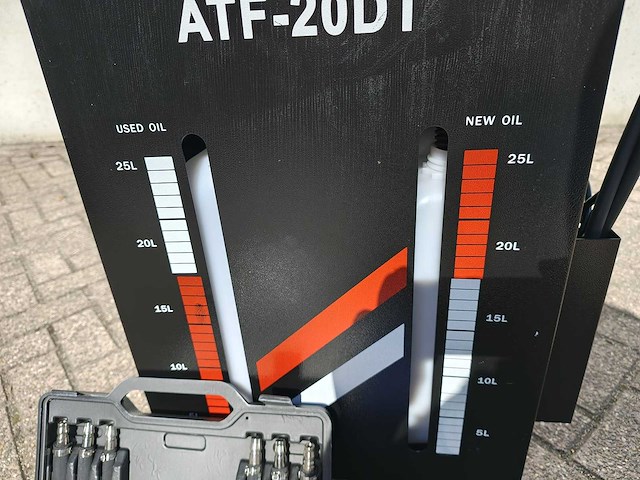 ATF-20DT
USED OIL
25L
20L
15L
10L
NEW OIL
25L
20L
15L
10L
5L